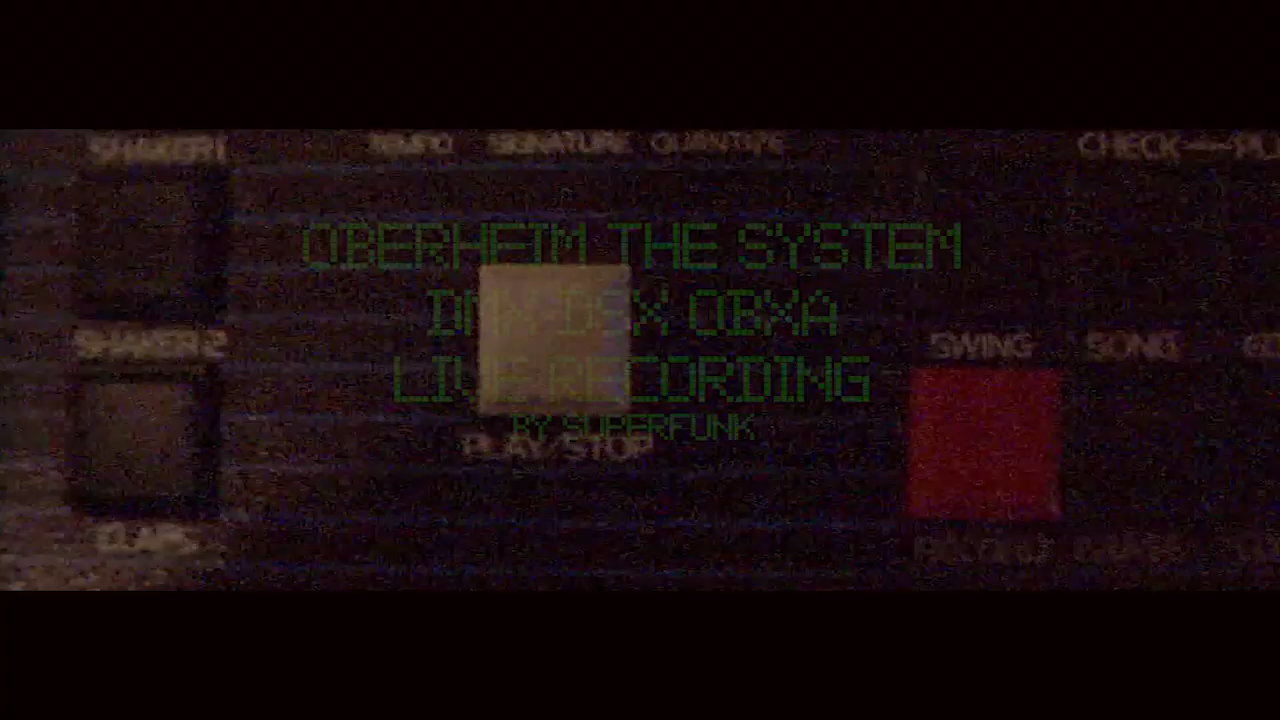 SHAKER 1 TEMPO SIGNATURE QUANTIZE CHECK
OBERHEIM THE SYSTEM
DMX DSX OBXA
SHAKER 2 SWING SONG
LIVE RECORDING
BY SUPERFUNK
PLAY/STOP
CLAPS
ERASE